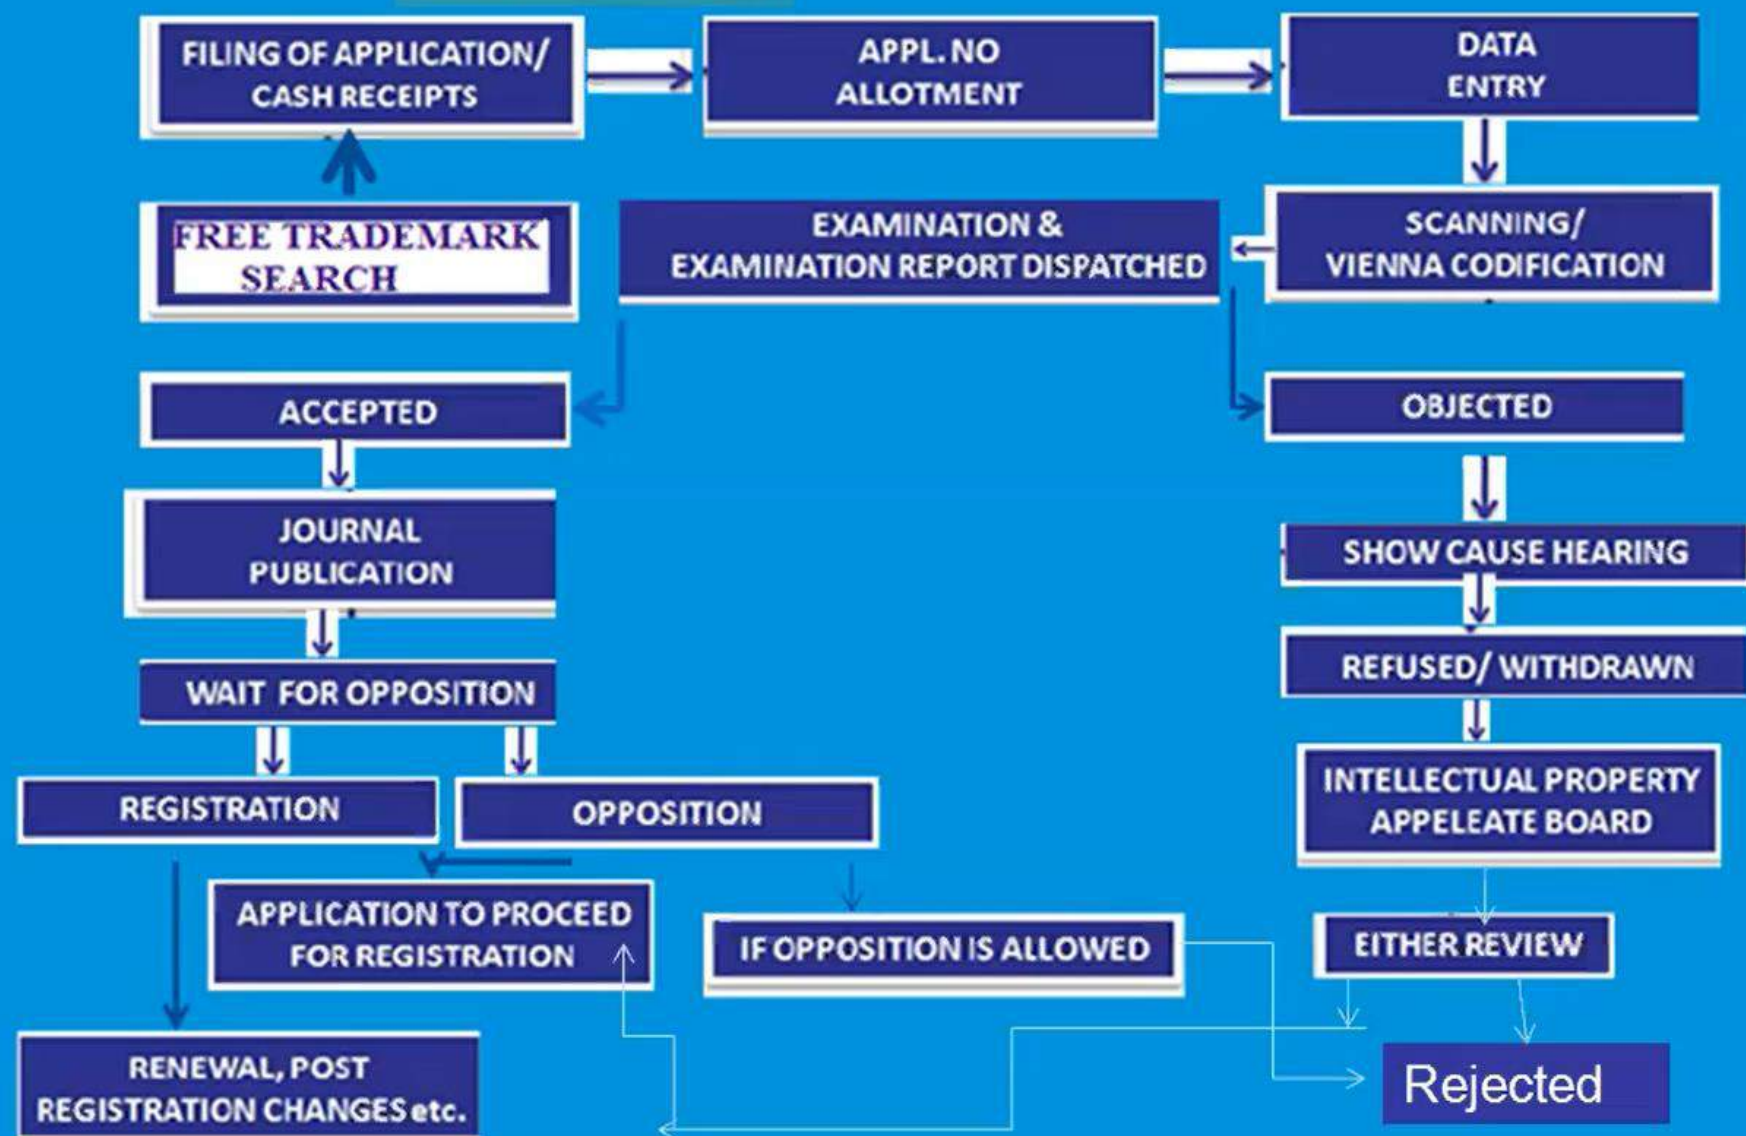 FILING OF APPLICATION/
CASH RECEIPTS
APPL. NO
ALLOTMENT
DATA
ENTRY
FREE TRADEMARK
SEARCH
EXAMINATION &
EXAMINATION REPORT DISPATCHED
SCANNING/
VIENNA CODIFICATION
ACCEPTED
OBJECTED
JOURNAL
PUBLICATION
SHOW CAUSE HEARING
WAIT FOR OPPOSITION
REFUSED/ WITHDRAWN
REGISTRATION
OPPOSITION
INTELLECTUAL PROPERTY
APPELEATE BOARD
APPLICATION TO PROCEED
FOR REGISTRATION
IF OPPOSITION IS ALLOWED
EITHER REVIEW
RENEWAL, POST
REGISTRATION CHANGES etc.
Rejected